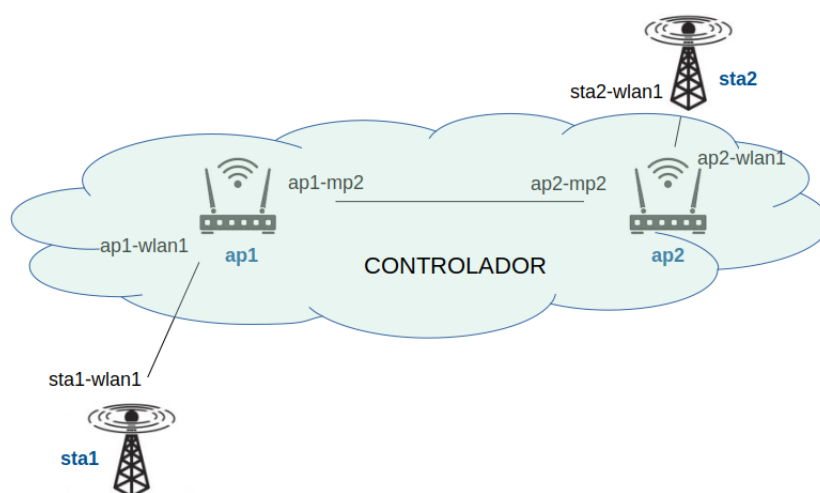 sta2
sta2-wlan1
ap2-wlan1
ap1-mp2
ap2-mp2
ap1-wlan1
ap1
ap2
CONTROLADOR
sta1-wlan1
sta1